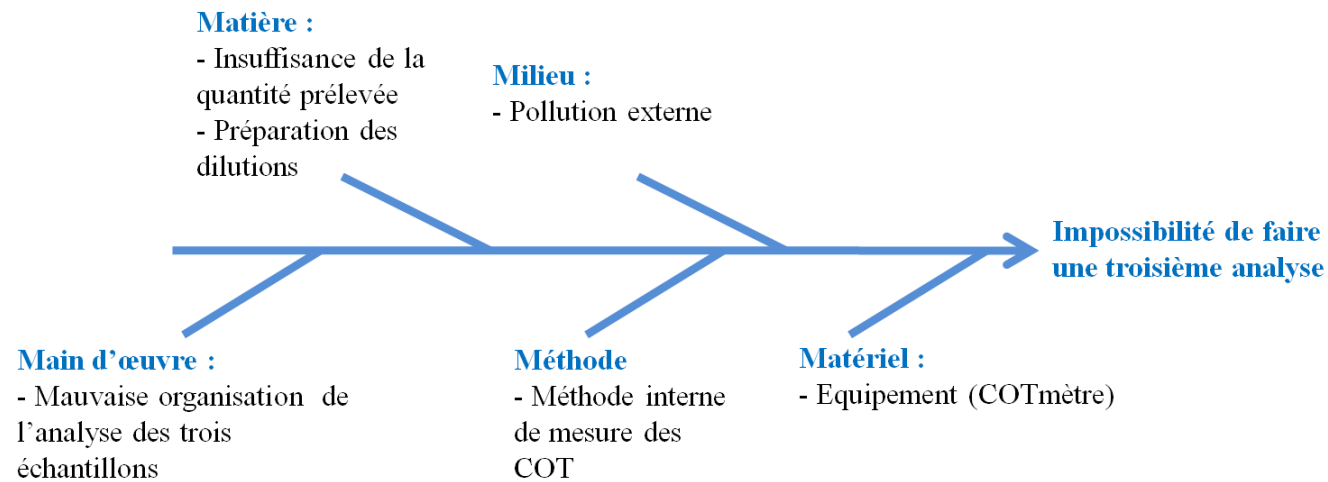 Matière :
- Insuffisance de la
quantité prélevée
- Préparation des
dilutions
Milieu :
- Pollution externe
Impossibilité de faire
une troisième analyse
Main d’œuvre :
- Mauvaise organisation de
l’analyse des trois
échantillons
Méthode
- Méthode interne
de mesure des
COT
Matériel :
- Equipement (COTmètre)